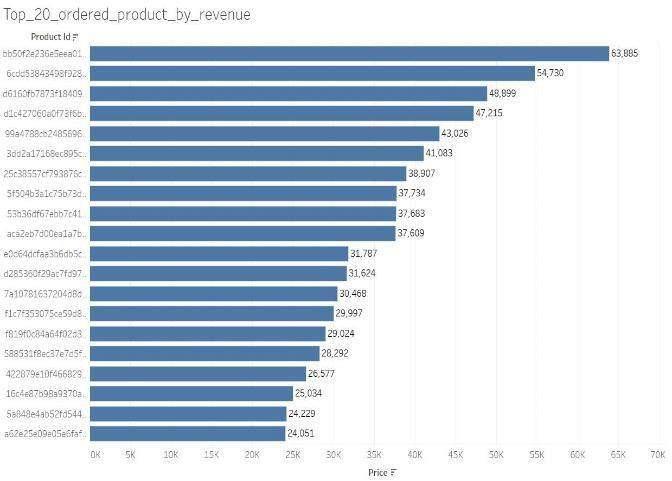 Top_20_ordered_product_by_revenue
Product Id
bb50f2e236e5eea01.. 63,885
6cdd53843498f928.. 54,730
d6160fb7873f18409.. 48,899
d1c427060a0f73f6b.. 47,215
99a4788cb2485696.. 43,026
3dd2a17168ec895c.. 41,083
25c38557cf793876c.. 38,907
5f504b3a1c75b73d.. 37,734
53b36df67ebb7c41.. 37,683
aca2eb7d00ea1a7b.. 37,609
e0d64dcfaa3b6db5c.. 31,787
d285360f29ac7fd97.. 31,624
7a10781637204d8d.. 30,468
f1c7f353075ce59d8.. 29,997
f819f0c84a64f02d3.. 29,024
588531f8ec37e7d5f.. 28,292
422879e10f466829.. 26,577
16c4e87b98a9370a.. 25,034
5a848e4ab52fd544.. 24,229
a62e25e09e05e6faf.. 24,051
0K 5K 10K 15K 20K 25K 30K 35K 40K 45K 50K 55K 60K 65K 70K
Price